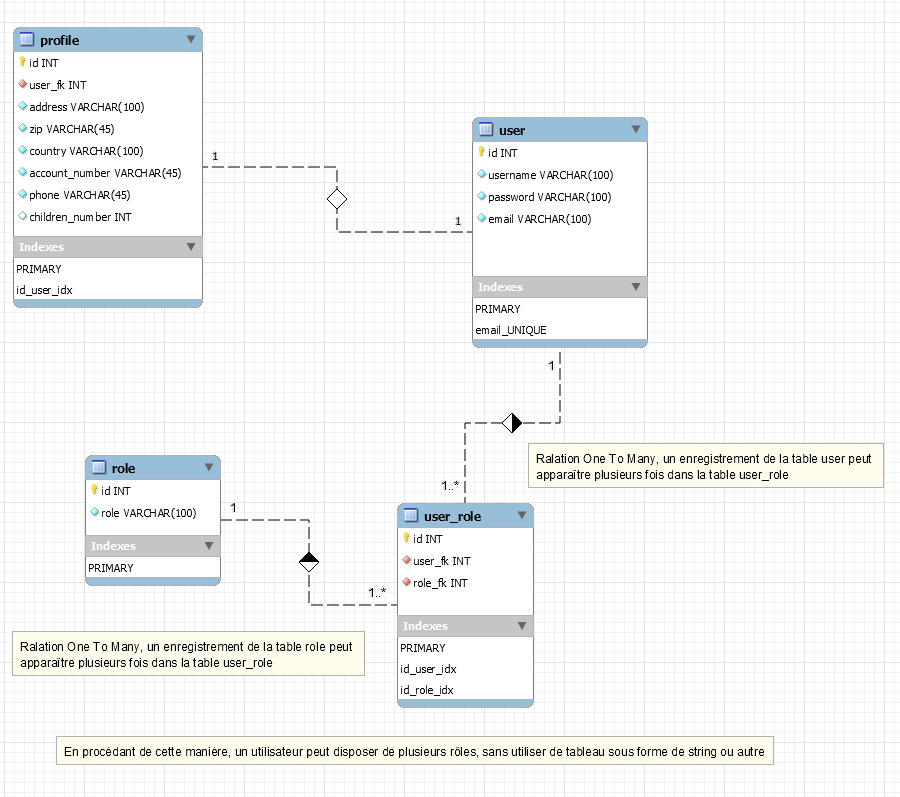 profile
id INT
user_fk INT
address VARCHAR(100)
zip VARCHAR(45)
country VARCHAR(100)
account_number VARCHAR(45)
phone VARCHAR(45)
children_number INT
Indexes
PRIMARY
id_user_idx
1
1
user
id INT
username VARCHAR(100)
password VARCHAR(100)
email VARCHAR(100)
Indexes
PRIMARY
email_UNIQUE
1
1..*
Ralation One To Many, un enregistrement de la table user peut
apparaître plusieurs fois dans la table user_role
role
id INT
role VARCHAR(100)
Indexes
PRIMARY
1
1..*
user_role
id INT
user_fk INT
role_fk INT
Indexes
PRIMARY
id_user_idx
id_role_idx
Ralation One To Many, un enregistrement de la table role peut
apparaître plusieurs fois dans la table user_role
En procédant de cette manière, un utilisateur peut disposer de plusieurs rôles, sans utiliser de tableau sous forme de string ou autre